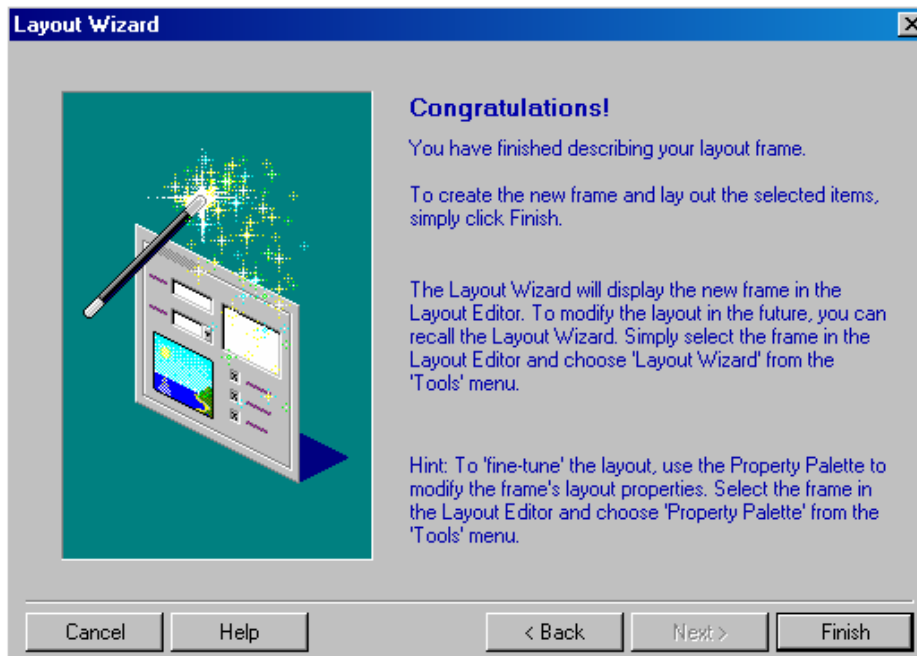 Layout Wizard
Congratulations!
You have finished describing your layout frame.
To create the new frame and lay out the selected items,
simply click Finish.
The Layout Wizard will display the new frame in the
Layout Editor. To modify the layout in the future, you can
recall the Layout Wizard. Simply select the frame in the
Layout Editor and choose 'Layout Wizard' from the
'Tools' menu.
Hint: To 'fine-tune' the layout, use the Property Palette to
modify the frame's layout properties. Select the frame in
the Layout Editor and choose 'Property Palette' from the
'Tools' menu.
Cancel
Help
< Back
Next >
Finish